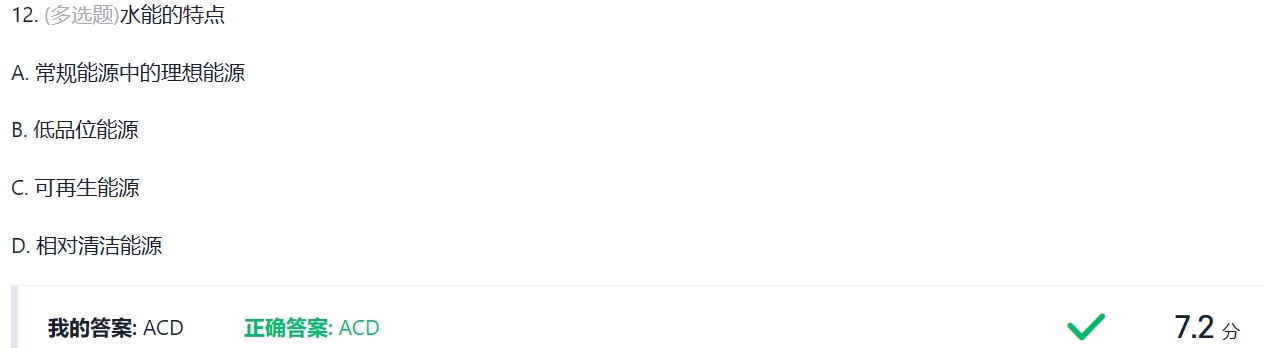 12. (多选题)水能的特点
A. 常规能源中的理想能源
B. 低品位能源
C. 可再生能源
D. 相对清洁能源
我的答案: ACD 正确答案: ACD 7.2 分